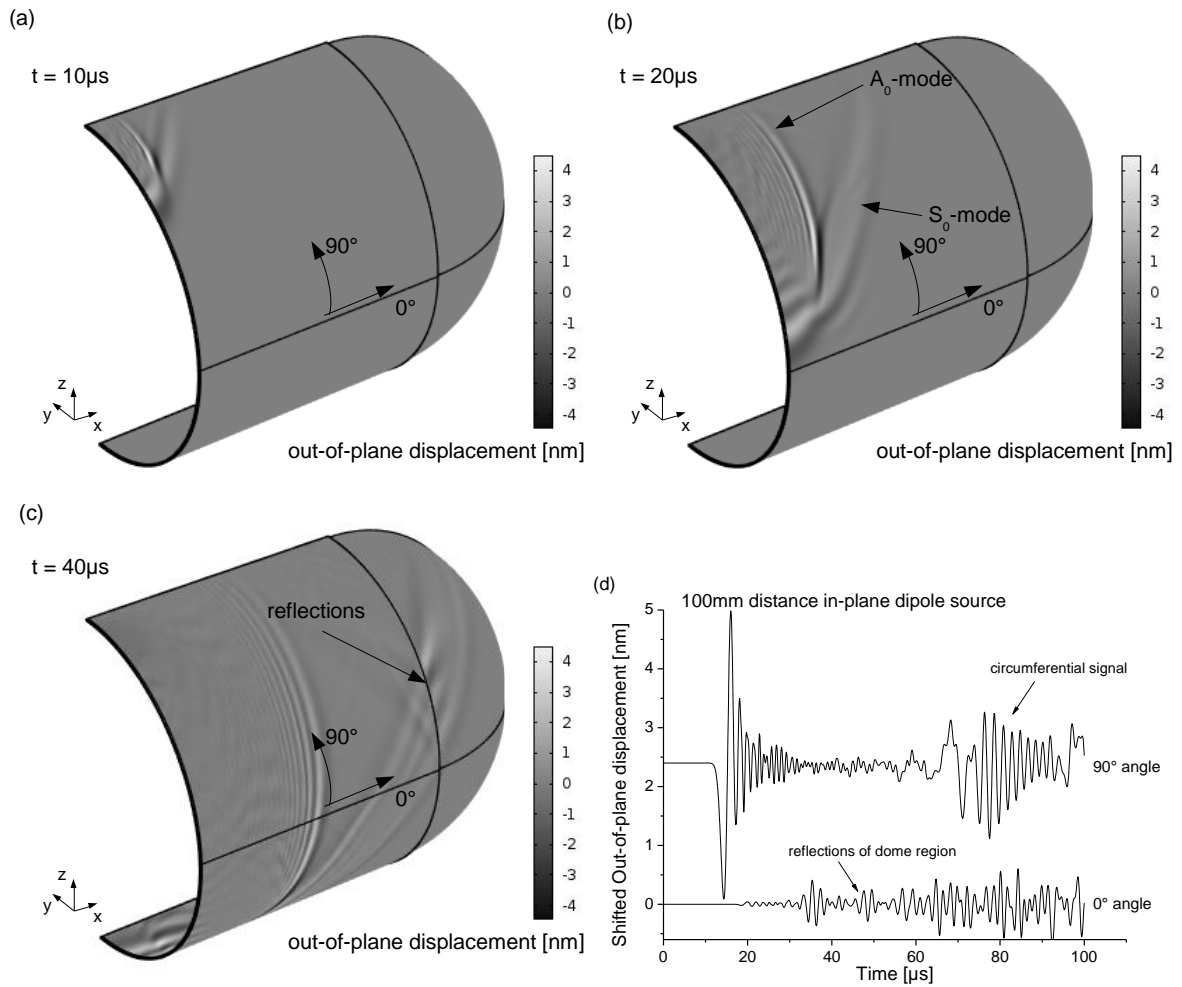 (a)
t = 10µs
90°
0°
z
y
x
4
3
2
1
0
-1
-2
-3
-4
out-of-plane displacement [nm]
(b)
t = 20µs
A0-mode
S0-mode
90°
0°
z
y
x
4
3
2
1
0
-1
-2
-3
-4
out-of-plane displacement [nm]
(c)
t = 40µs
reflections
90°
0°
z
y
x
4
3
2
1
0
-1
-2
-3
-4
out-of-plane displacement [nm]
(d)
100mm distance in-plane dipole source
Shifted Out-of-plane displacement [nm]
5
4
3
2
1
0
circumferential signal
90° angle
reflections of dome region
0° angle
0
20
40
60
80
100
Time [µs]